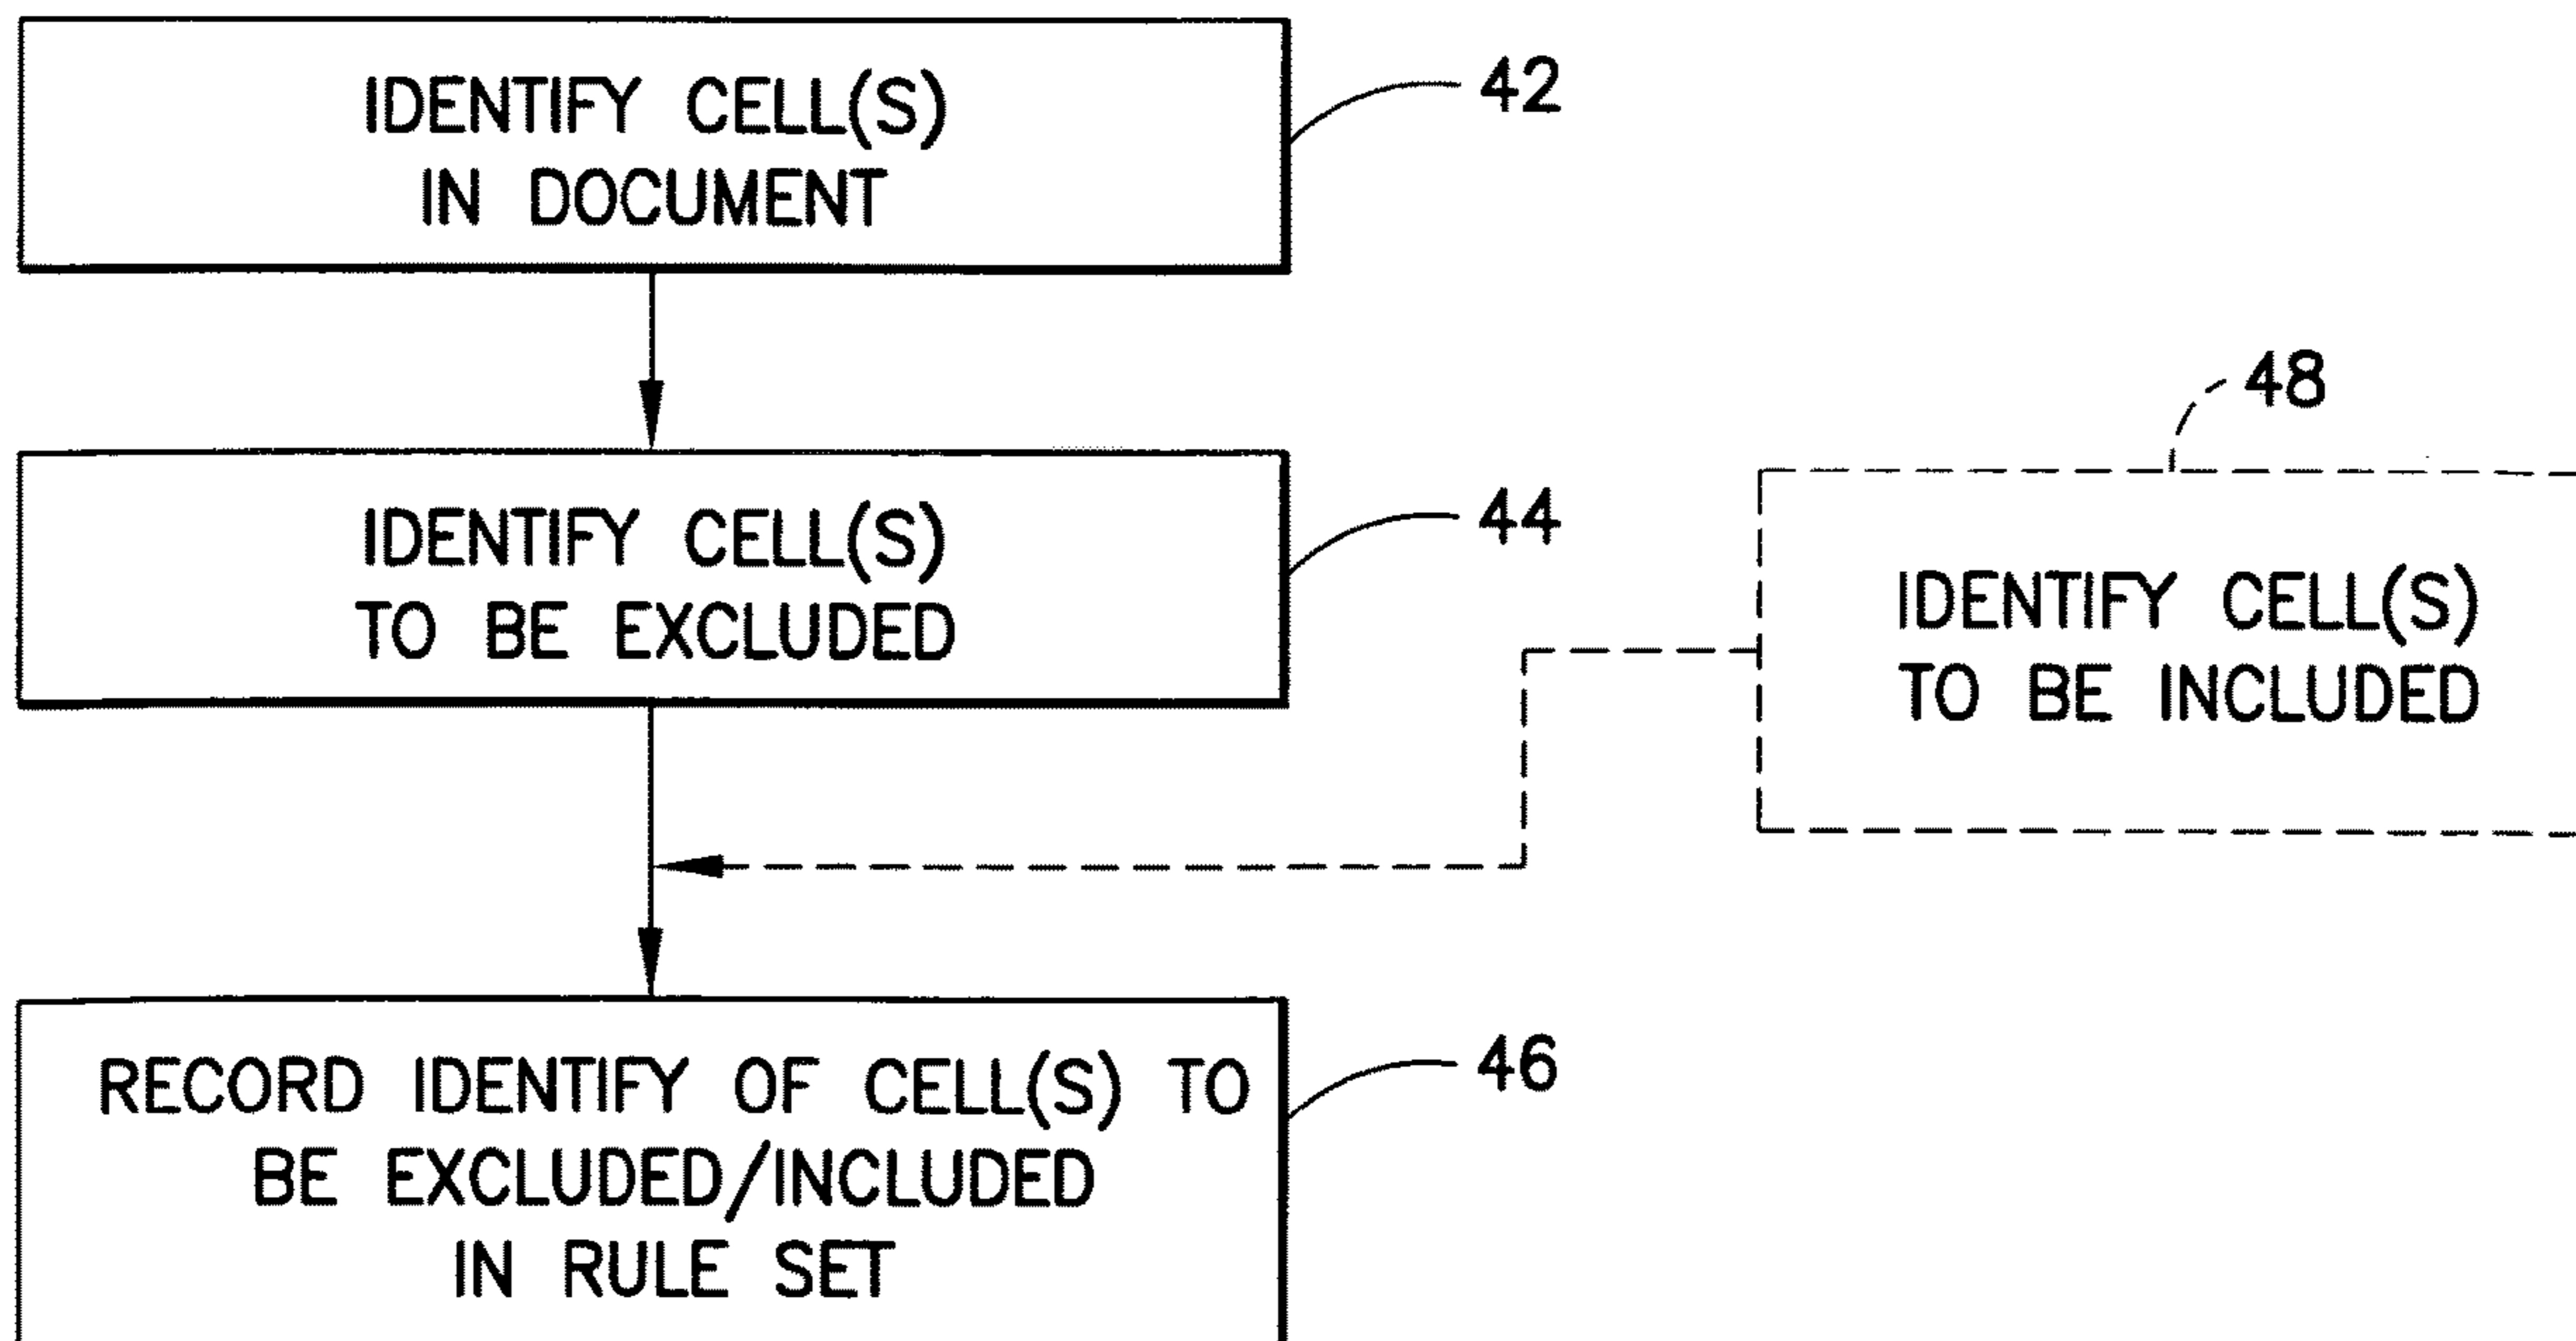 IDENTIFY CELL(S)
IN DOCUMENT
42
IDENTIFY CELL(S)
TO BE EXCLUDED
44
48
IDENTIFY CELL(S)
TO BE INCLUDED
RECORD IDENTIFY OF CELL(S) TO
BE EXCLUDED/INCLUDED
IN RULE SET
46